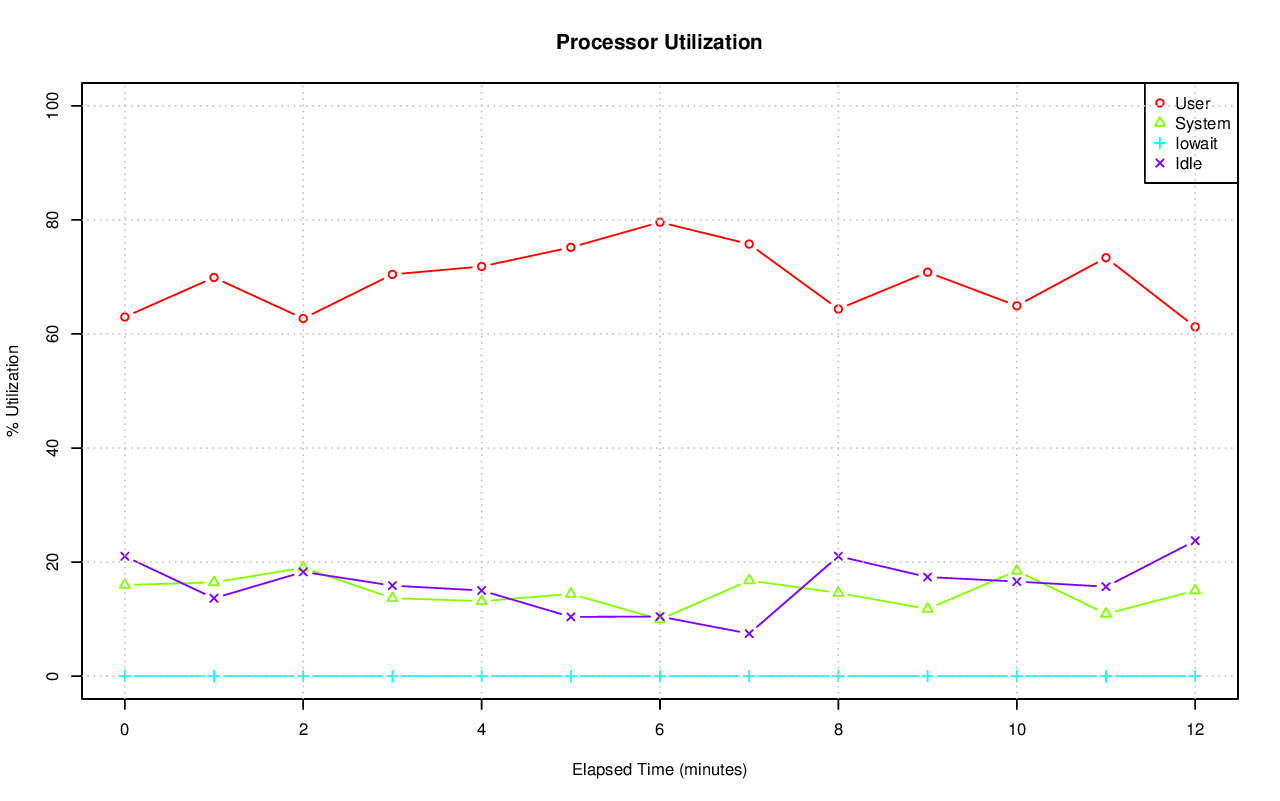 Processor Utilization
User
System
Iowait
Idle
% Utilization
100
80
60
40
20
0
0 2 4 6 8 10 12
Elapsed Time (minutes)